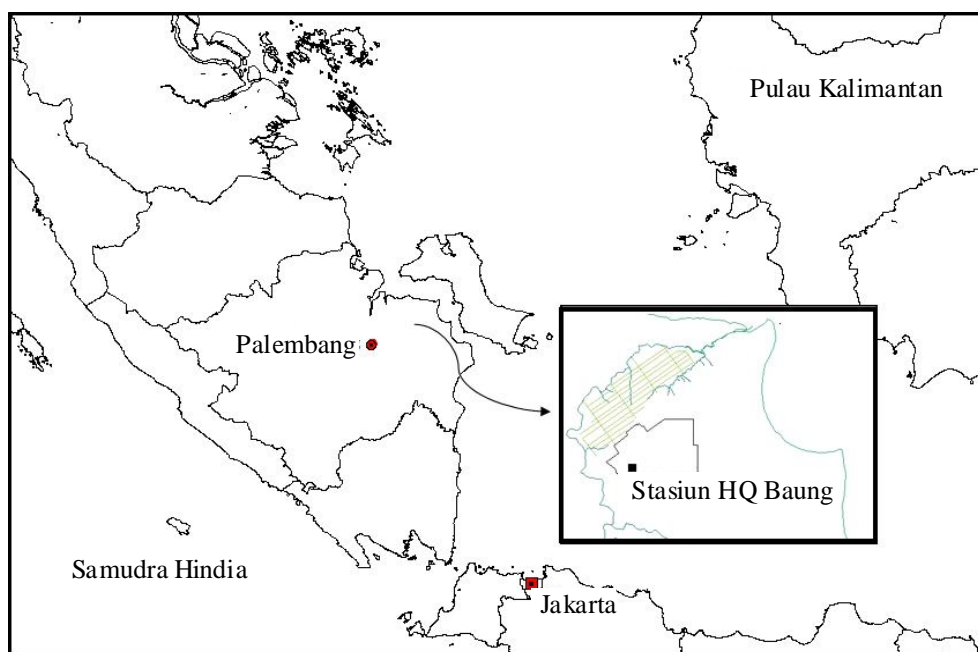 Pulau Kalimantan
Palembang
Stasiun HQ Baung
Samudra Hindia
Jakarta